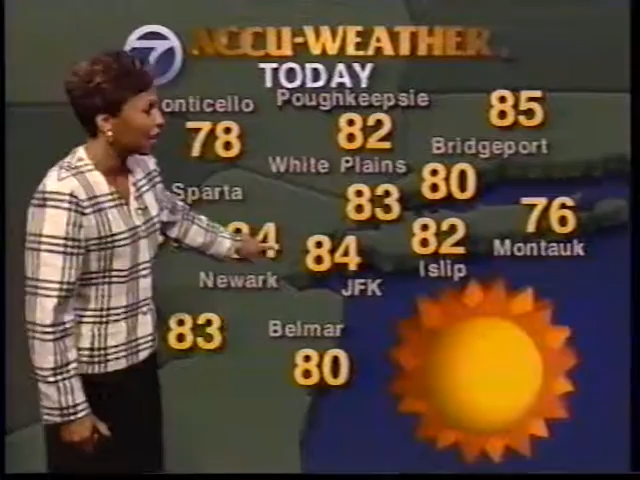 7 ACCU-WEATHER
TODAY
onticello
Poughkeepsie
85
78
82
Bridgeport
White Plains
80
Sparta
83
76
84
84
82
Montauk
Newark
JFK
Islip
83
Belmar
80